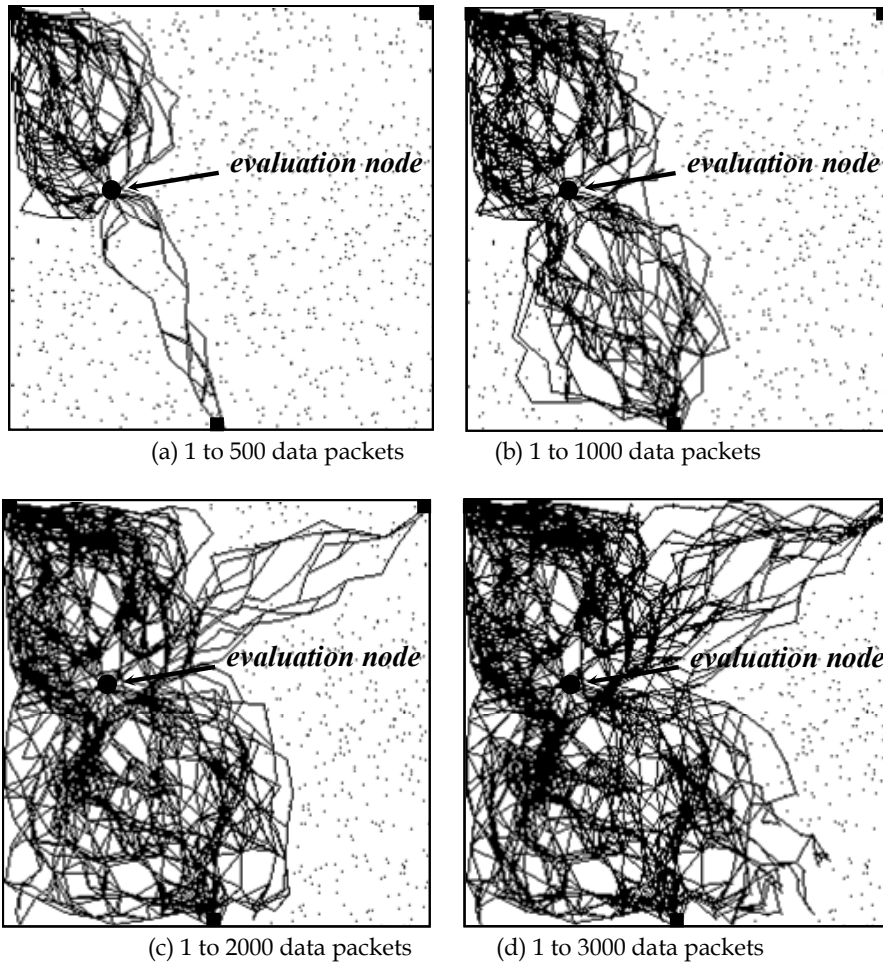 evaluation node
evaluation node
(a) 1 to 500 data packets
(b) 1 to 1000 data packets
evaluation node
evaluation node
(c) 1 to 2000 data packets
(d) 1 to 3000 data packets